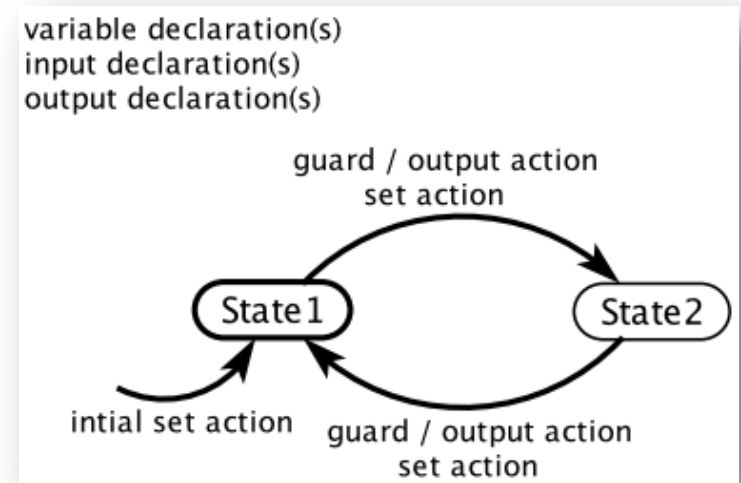 variable declaration(s)
input declaration(s)
output declaration(s)
guard / output action
set action
State1
State2
intial set action
guard / output action
set action